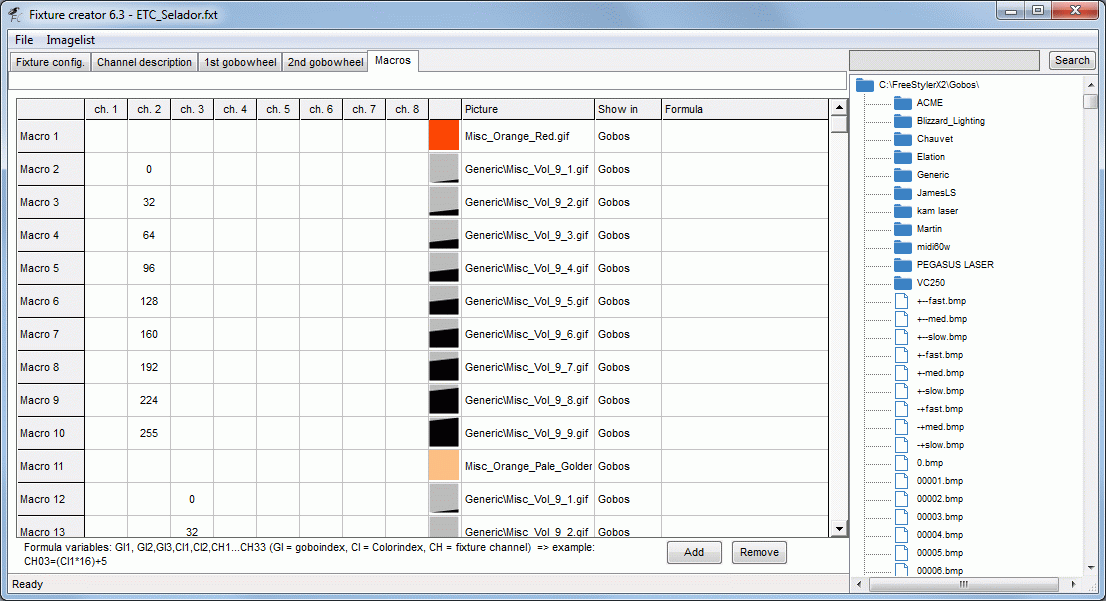 Fixture creator 6.3 - ETC_Selador.fxt
File Imagelist
Fixture config. Channel description 1st gobowheel 2nd gobowheel Macros
Search
ch. 1 ch. 2 ch. 3 ch. 4 ch. 5 ch. 6 ch. 7 ch. 8 Picture Show in Formula
Macro 1 Misc_Orange_Red.gif Gobos
Macro 2 0 Generic\Misc_Vol_9_1.gif Gobos
Macro 3 32 Generic\Misc_Vol_9_2.gif Gobos
Macro 4 64 Generic\Misc_Vol_9_3.gif Gobos
Macro 5 96 Generic\Misc_Vol_9_4.gif Gobos
Macro 6 128 Generic\Misc_Vol_9_5.gif Gobos
Macro 7 160 Generic\Misc_Vol_9_6.gif Gobos
Macro 8 192 Generic\Misc_Vol_9_7.gif Gobos
Macro 9 224 Generic\Misc_Vol_9_8.gif Gobos
Macro 10 255 Generic\Misc_Vol_9_9.gif Gobos
Macro 11 Misc_Orange_Pale_Golden Gobos
Macro 12 0 Generic\Misc_Vol_9_1.gif Gobos
Macro 13 32 Generic\Misc_Vol_9_2.gif Gobos
Formula variables: GI1, GI2,GI3,CI1,CI2,CH1...CH33 (GI = goboindex, CI = Colorindex, CH = fixture channel) => example:
CH03=(CI1*16)+5
Add Remove
Ready
C:\FreeStylerX2\Gobos\
ACME
Blizzard_Lighting
Chauvet
Elation
Generic
JamesLS
kam laser
Martin
midi60w
PEGASUS LASER
VC250
+--fast.bmp
+--med.bmp
+--slow.bmp
+-fast.bmp
+-med.bmp
+-slow.bmp
-+fast.bmp
-+med.bmp
-+slow.bmp
0.bmp
00001.bmp
00002.bmp
00003.bmp
00004.bmp
00005.bmp
00006.bmp